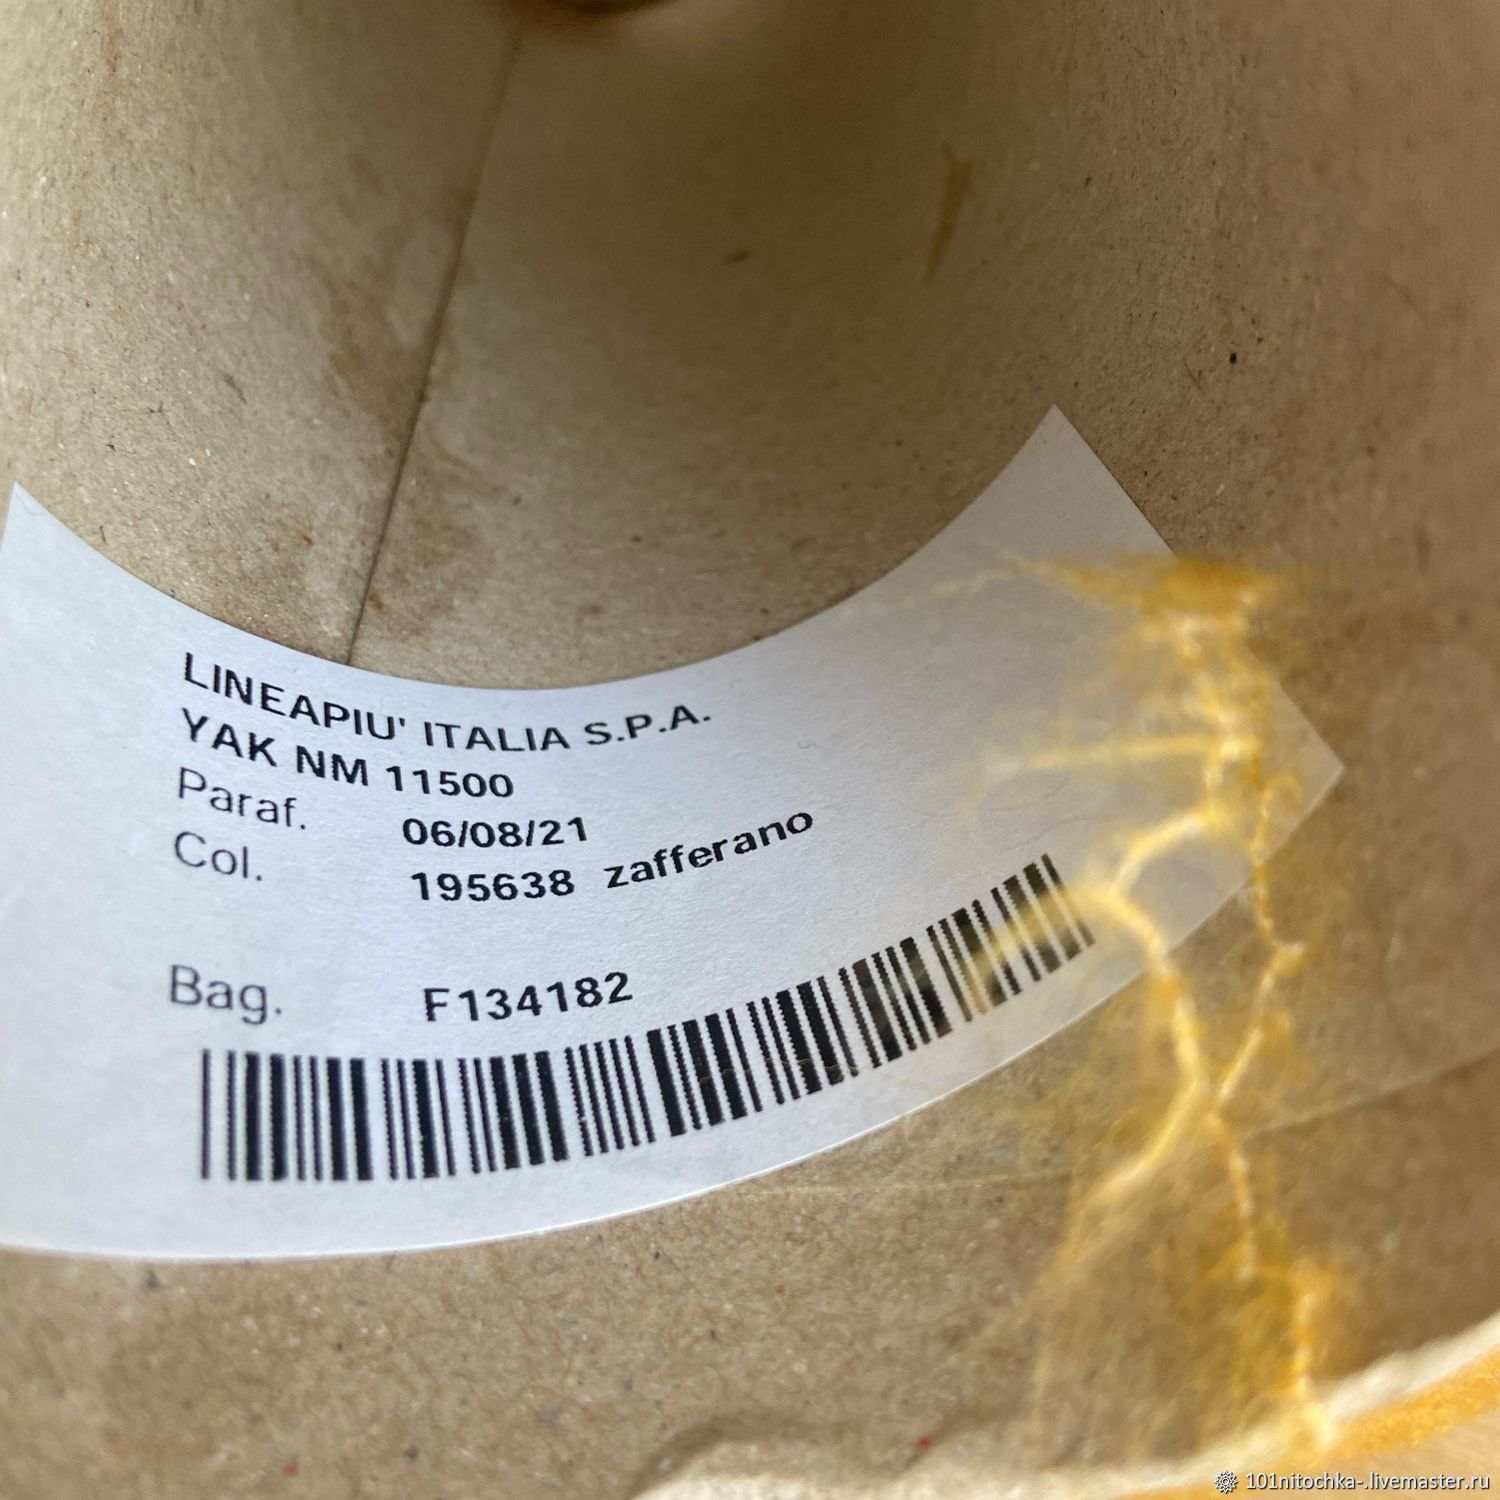 LINEAPIU' ITALIA S.P.A.
YAK NM 11500
Paraf. 06/08/21
Col. 195638 zafferano
Bag. F134182
101nitochka-.livemaster.ru